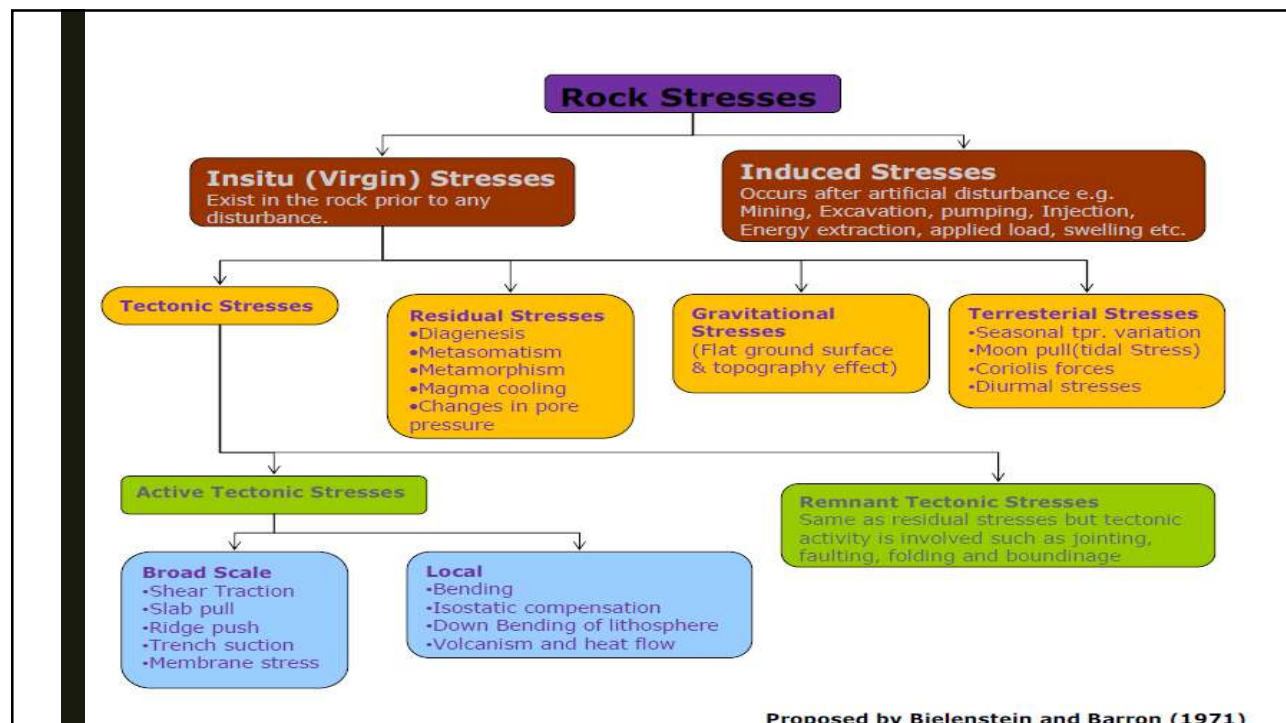 Rock Stresses
Insitu (Virgin) Stresses
Exist in the rock prior to any
disturbance.
Induced Stresses
Occurs after artificial disturbance e.g.
Mining, Excavation, pumping, Injection,
Energy extraction, applied load, swelling etc.
Tectonic Stresses
Residual Stresses
•Diagenesis
•Metasomatism
•Metamorphism
•Magma cooling
•Changes in pore
pressure
Gravitational
Stresses
(Flat ground surface
& topography effect)
Terresterial Stresses
•Seasonal tpr. variation
•Moon pull(tidal Stress)
•Coriolis forces
•Diurmal stresses
Active Tectonic Stresses
Remnant Tectonic Stresses
Same as residual stresses but tectonic
activity is involved such as jointing,
faulting, folding and boundinage
Broad Scale
•Shear Traction
•Slab pull
•Ridge push
•Trench suction
•Membrane stress
Local
•Bending
•Isostatic compensation
•Down Bending of lithosphere
•Volcanism and heat flow
Proposed by Bielenstein and Barron (1971)